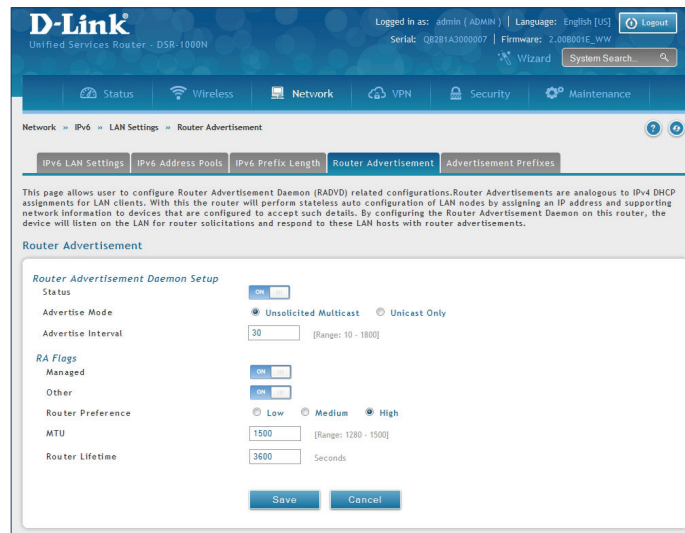 D-Link
Unified Services Router - DSR-1000N
Logged in as: admin ( ADMIN ) | Language: English [US]
Logout
Serial: QB2B1A3000007 | Firmware: 2.00B001E_WW
Wizard
System Search...
Status
Wireless
Network
VPN
Security
Maintenance
Network » IPv6 » LAN Settings » Router Advertisement
IPv6 LAN Settings
IPv6 Address Pools
IPv6 Prefix Length
Router Advertisement
Advertisement Prefixes
This page allows user to configure Router Advertisement Daemon (RADVD) related configurations.Router Advertisements are analogous to IPv4 DHCP
assignments for LAN clients. With this the router will perform stateless auto configuration of LAN nodes by assigning an IP address and supporting
network information to devices that are configured to accept such details. By configuring the Router Advertisement Daemon on this router, the
device will listen on the LAN for router solicitations and respond to these LAN hosts with router advertisements.
Router Advertisement
Router Advertisement Daemon Setup
Status ON
Advertise Mode Unsolicited Multicast Unicast Only
Advertise Interval 30 [Range: 10 - 1800]
RA Flags
Managed ON
Other ON
Router Preference Low Medium High
MTU 1500 [Range: 1280 - 1500]
Router Lifetime 3600 Seconds
Save Cancel